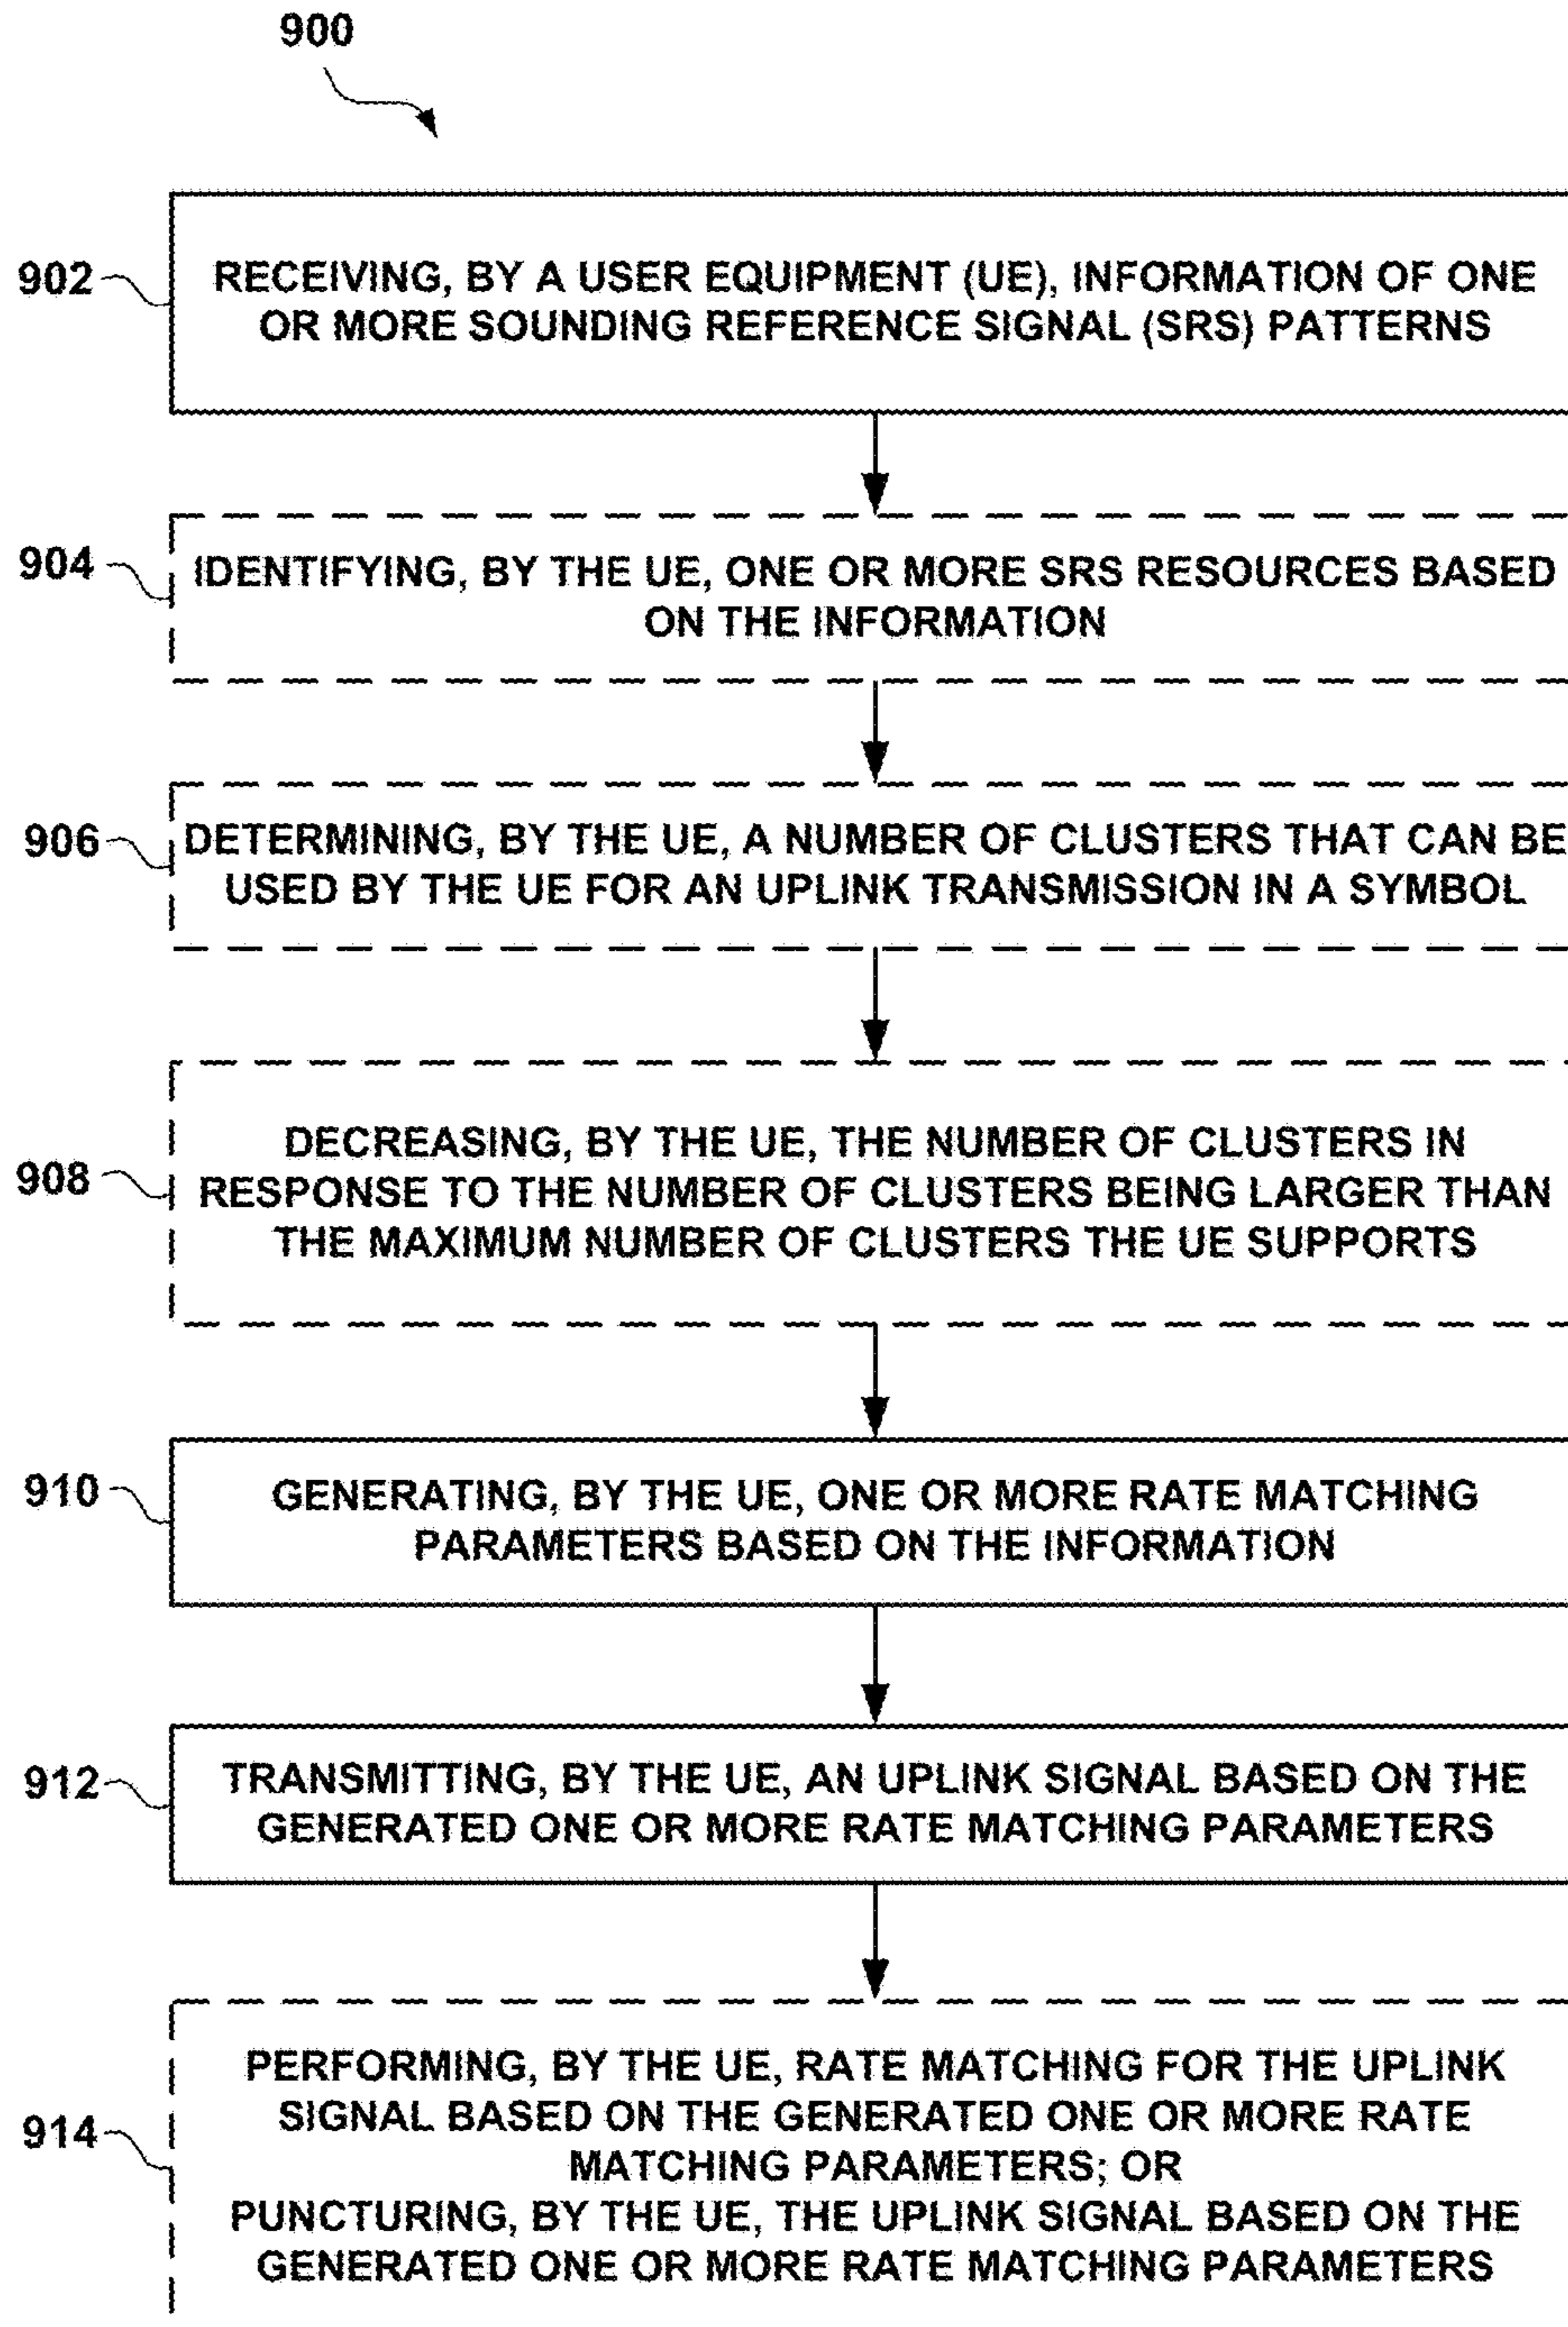 900
902
RECEIVING, BY A USER EQUIPMENT (UE), INFORMATION OF ONE
OR MORE SOUNDING REFERENCE SIGNAL (SRS) PATTERNS
904
IDENTIFYING, BY THE UE, ONE OR MORE SRS RESOURCES BASED
ON THE INFORMATION
906
DETERMINING, BY THE UE, A NUMBER OF CLUSTERS THAT CAN BE
USED BY THE UE FOR AN UPLINK TRANSMISSION IN A SYMBOL
908
DECREASING, BY THE UE, THE NUMBER OF CLUSTERS IN
RESPONSE TO THE NUMBER OF CLUSTERS BEING LARGER THAN
THE MAXIMUM NUMBER OF CLUSTERS THE UE SUPPORTS
910
GENERATING, BY THE UE, ONE OR MORE RATE MATCHING
PARAMETERS BASED ON THE INFORMATION
912
TRANSMITTING, BY THE UE, AN UPLINK SIGNAL BASED ON THE
GENERATED ONE OR MORE RATE MATCHING PARAMETERS
914
PERFORMING, BY THE UE, RATE MATCHING FOR THE UPLINK
SIGNAL BASED ON THE GENERATED ONE OR MORE RATE
MATCHING PARAMETERS; OR
PUNCTURING, BY THE UE, THE UPLINK SIGNAL BASED ON THE
GENERATED ONE OR MORE RATE MATCHING PARAMETERS